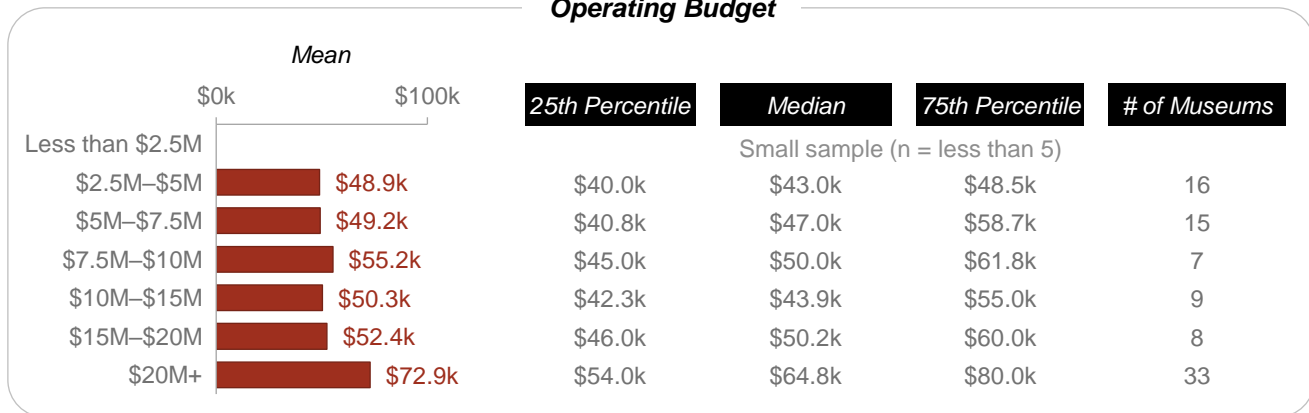 Operating Budget
Mean
$0k $100k 25th Percentile Median 75th Percentile # of Museums
Less than $2.5M Small sample (n = less than 5)
$2.5M–$5M $48.9k $40.0k $43.0k $48.5k 16
$5M–$7.5M $49.2k $40.8k $47.0k $58.7k 15
$7.5M–$10M $55.2k $45.0k $50.0k $61.8k 7
$10M–$15M $50.3k $42.3k $43.9k $55.0k 9
$15M–$20M $52.4k $46.0k $50.2k $60.0k 8
$20M+ $72.9k $54.0k $64.8k $80.0k 33